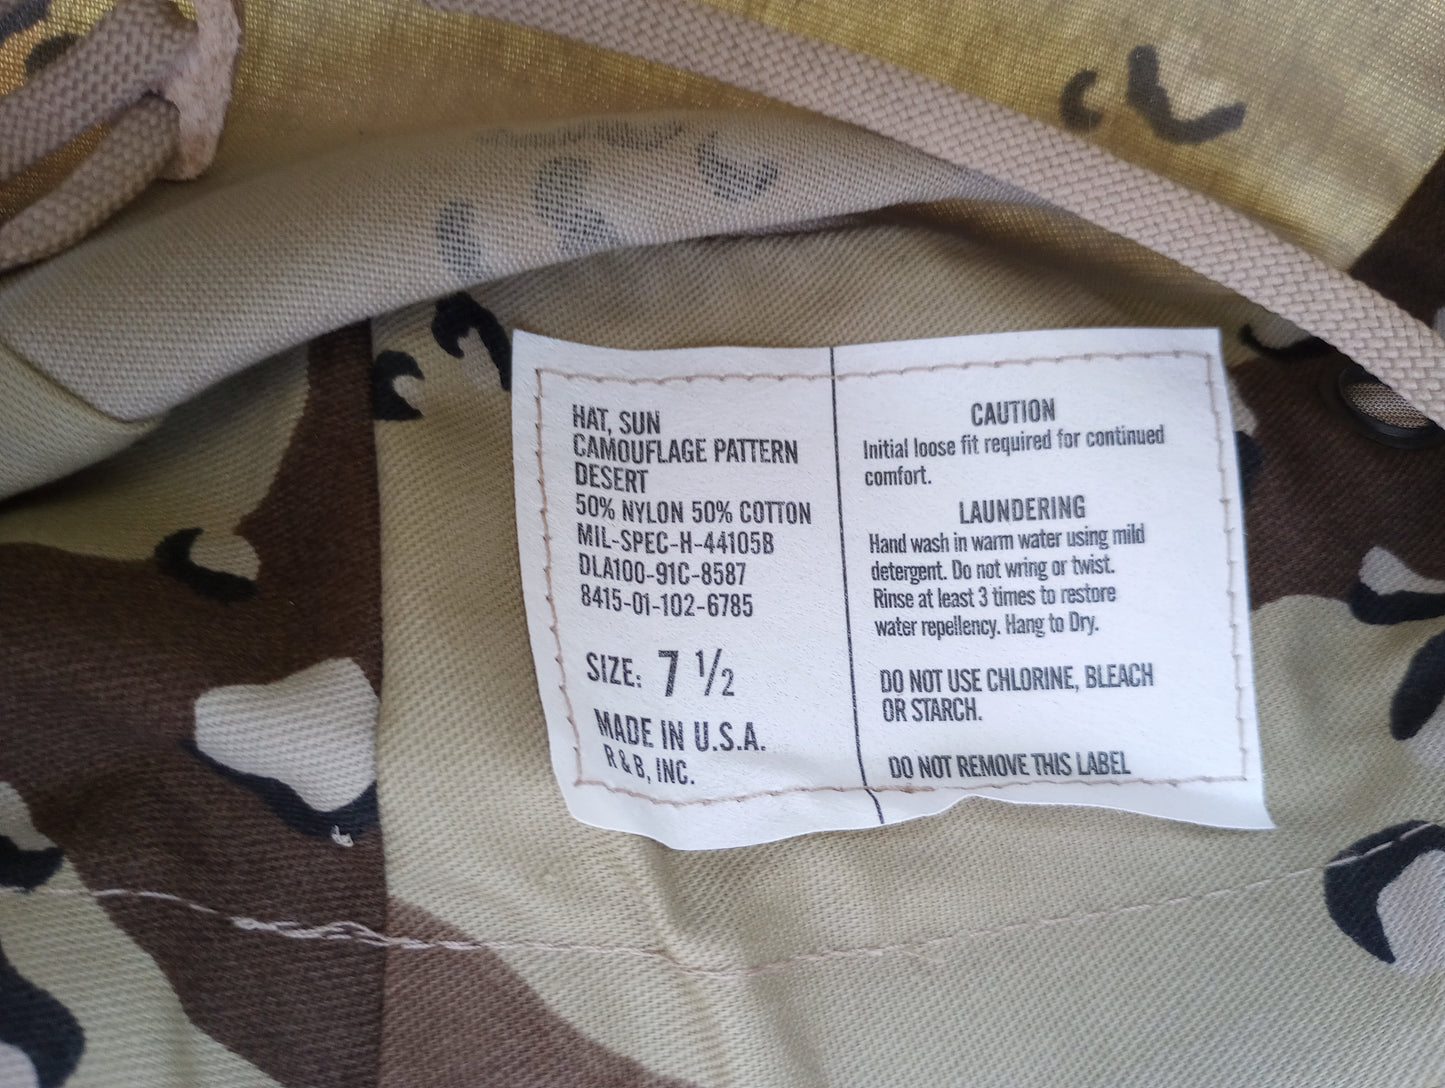 HAT, SUN
CAMOUFLAGE PATTERN
DESERT
50% NYLON 50% COTTON
MIL-SPEC-H-44105B
DLA100-91C-8587
8415-01-102-6785
SIZE: 7 ½
MADE IN U.S.A.
R & B, INC.
CAUTION
Initial loose fit required for continued
comfort.
LAUNDERING
Hand wash in warm water using mild
detergent. Do not wring or twist.
Rinse at least 3 times to restore
water repellency. Hang to Dry.
DO NOT USE CHLORINE, BLEACH
OR STARCH.
DO NOT REMOVE THIS LABEL